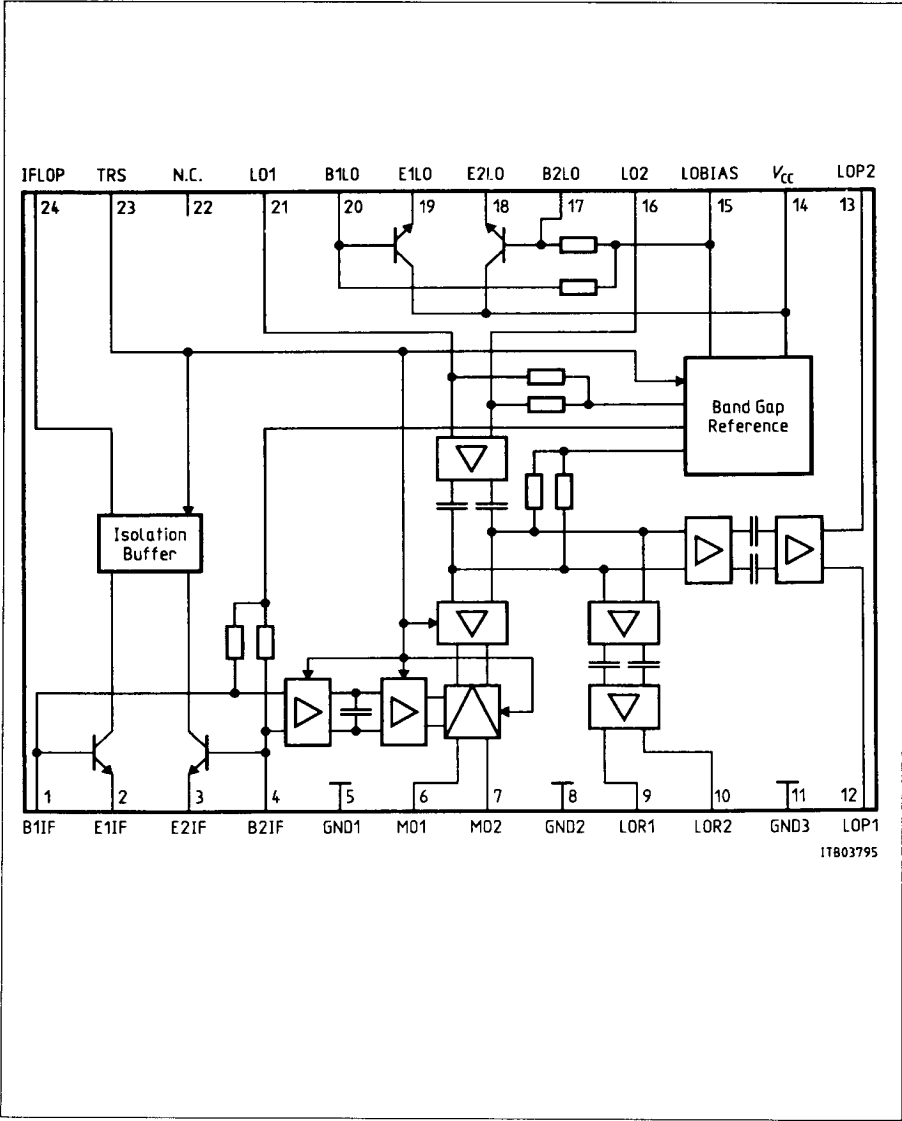 IFLOP TRS N.C. LO1 B1LO E1LO E2LO B2LO LO2 LOBIAS VCC LOP2
24 23 22 21 20 19 18 17 16 15 14 13
Band Gap
Reference
Isolation
Buffer
1 2 3 4 5 6 7 8 9 10 11 12
B1IF E1IF E2IF B2IF GND1 MO1 MO2 GND2 LOR1 LOR2 GND3 LOP1
ITB03795